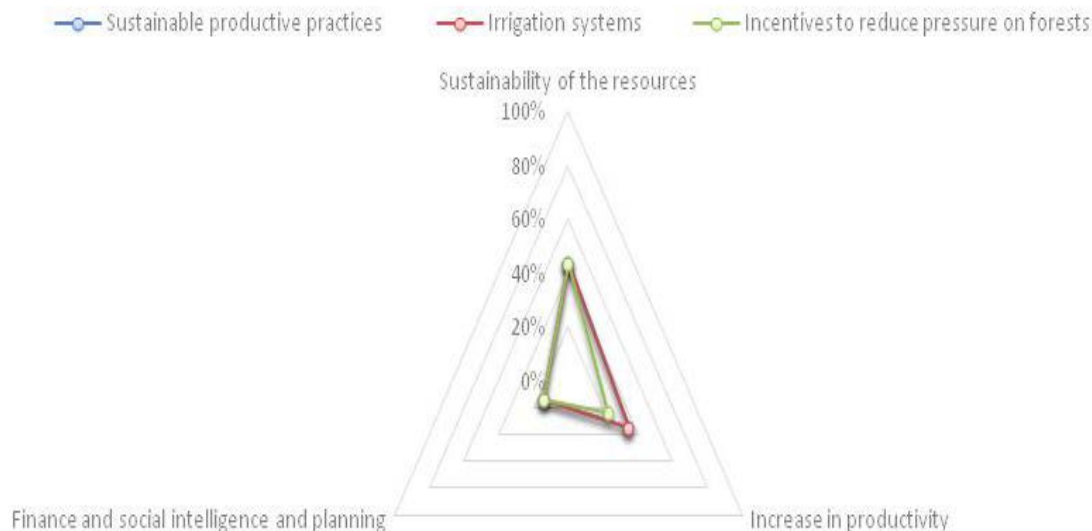 Sustainable productive practices
Irrigation systems
Incentives to reduce pressure on forests
Sustainability of the resources
100%
80%
60%
40%
20%
0%
Finance and social intelligence and planning
Increase in productivity